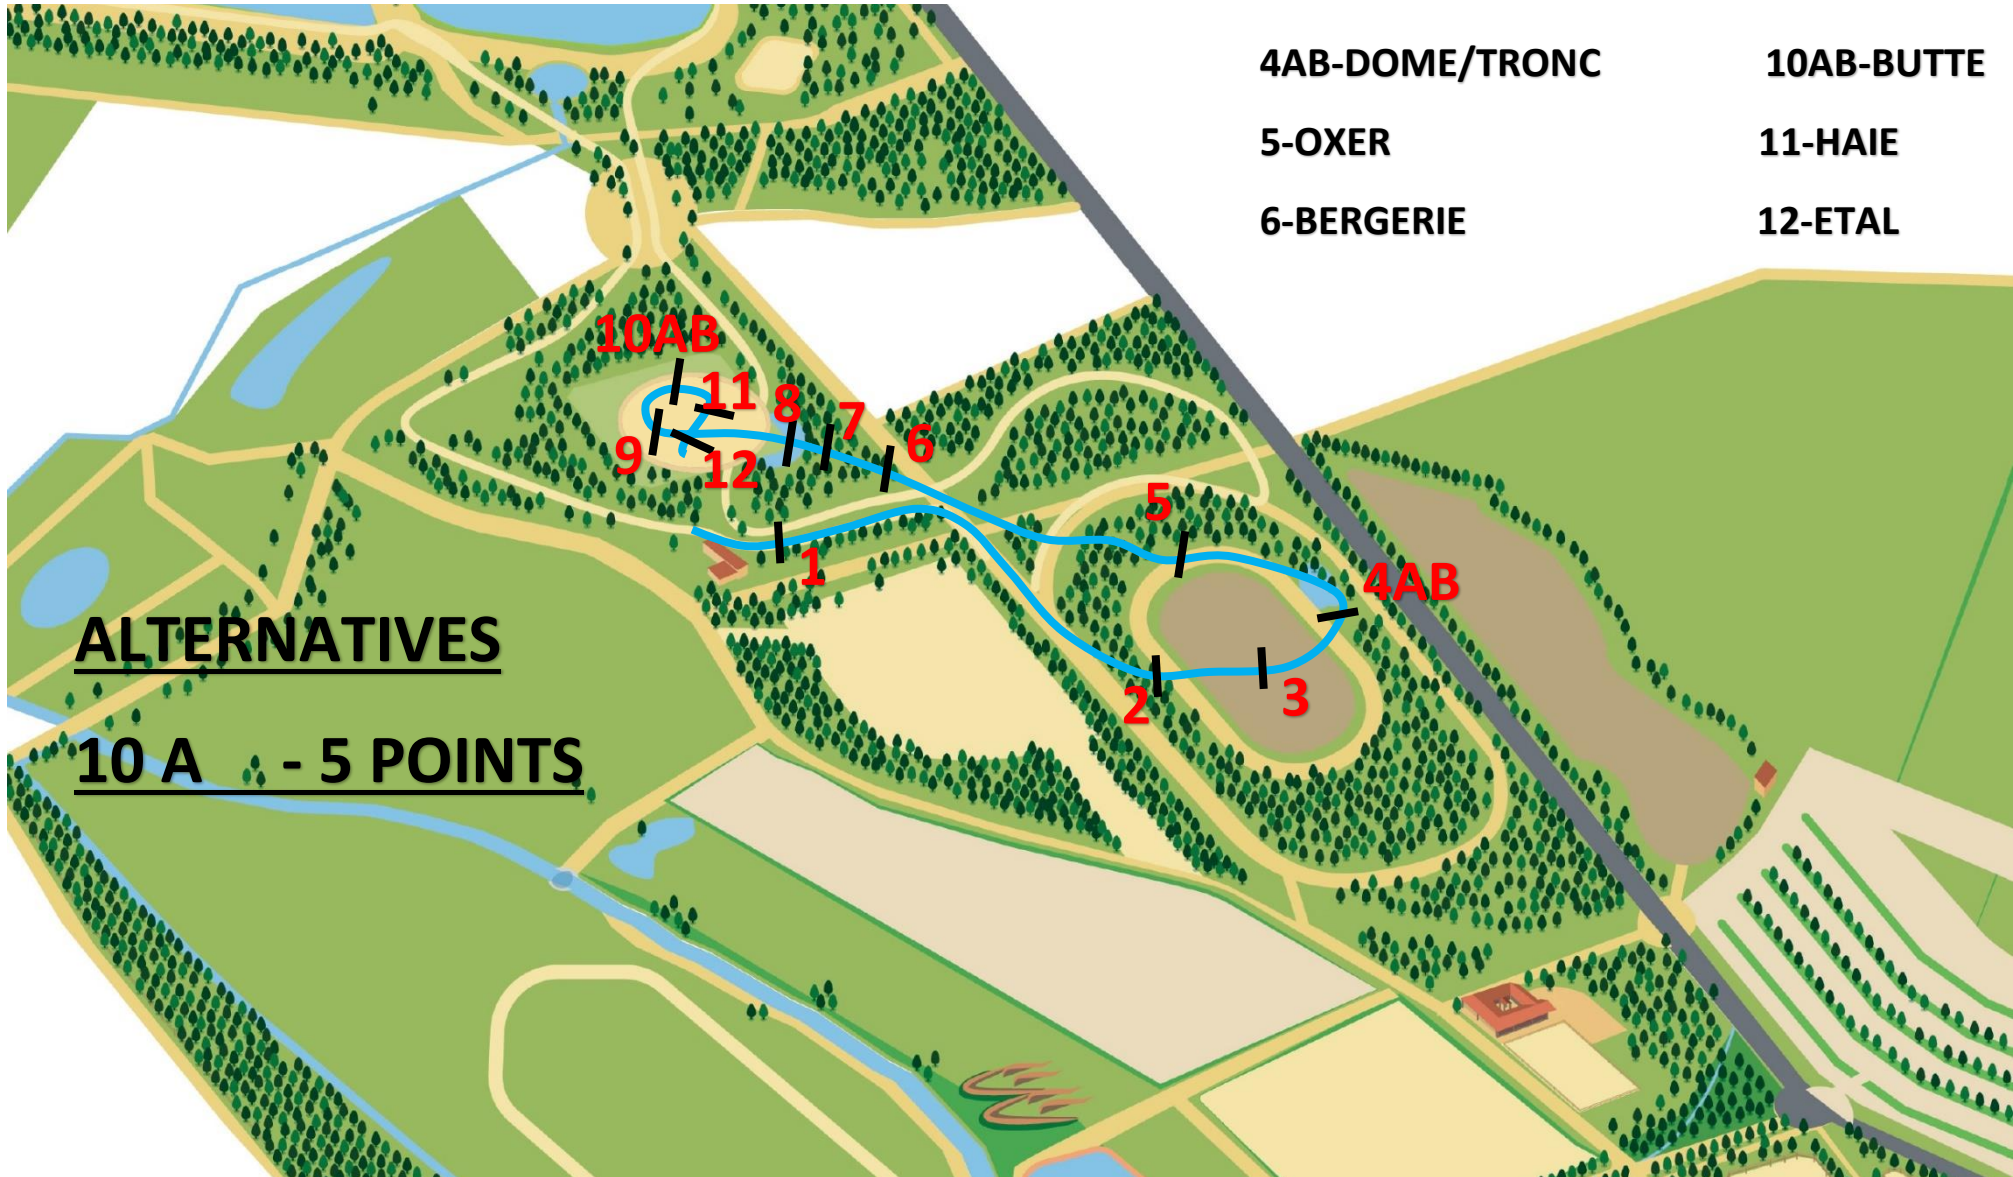 4AB-DOME/TRONC 10AB-BUTTE
5-OXER 11-HAIE
6-BERGERIE 12-ETAL
10AB
11
8
7
6
9
12
5
1
4AB
2
3
ALTERNATIVES
10 A - 5 POINTS